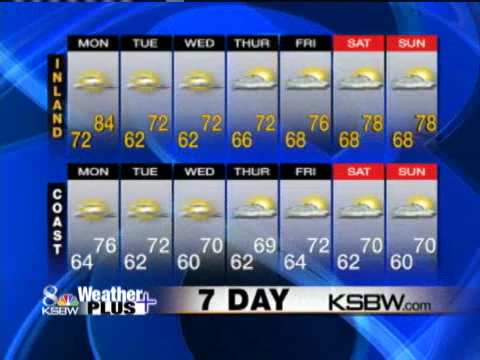 MON TUE WED THUR FRI SAT SUN
INLAND
84 72 72 72 76 78 78
72 62 62 66 68 68 68
MON TUE WED THUR FRI SAT SUN
COAST
76 72 70 69 72 70 70
64 62 60 62 64 62 60
8 KSBW Weather PLUS+ 7 DAY KSBW.com